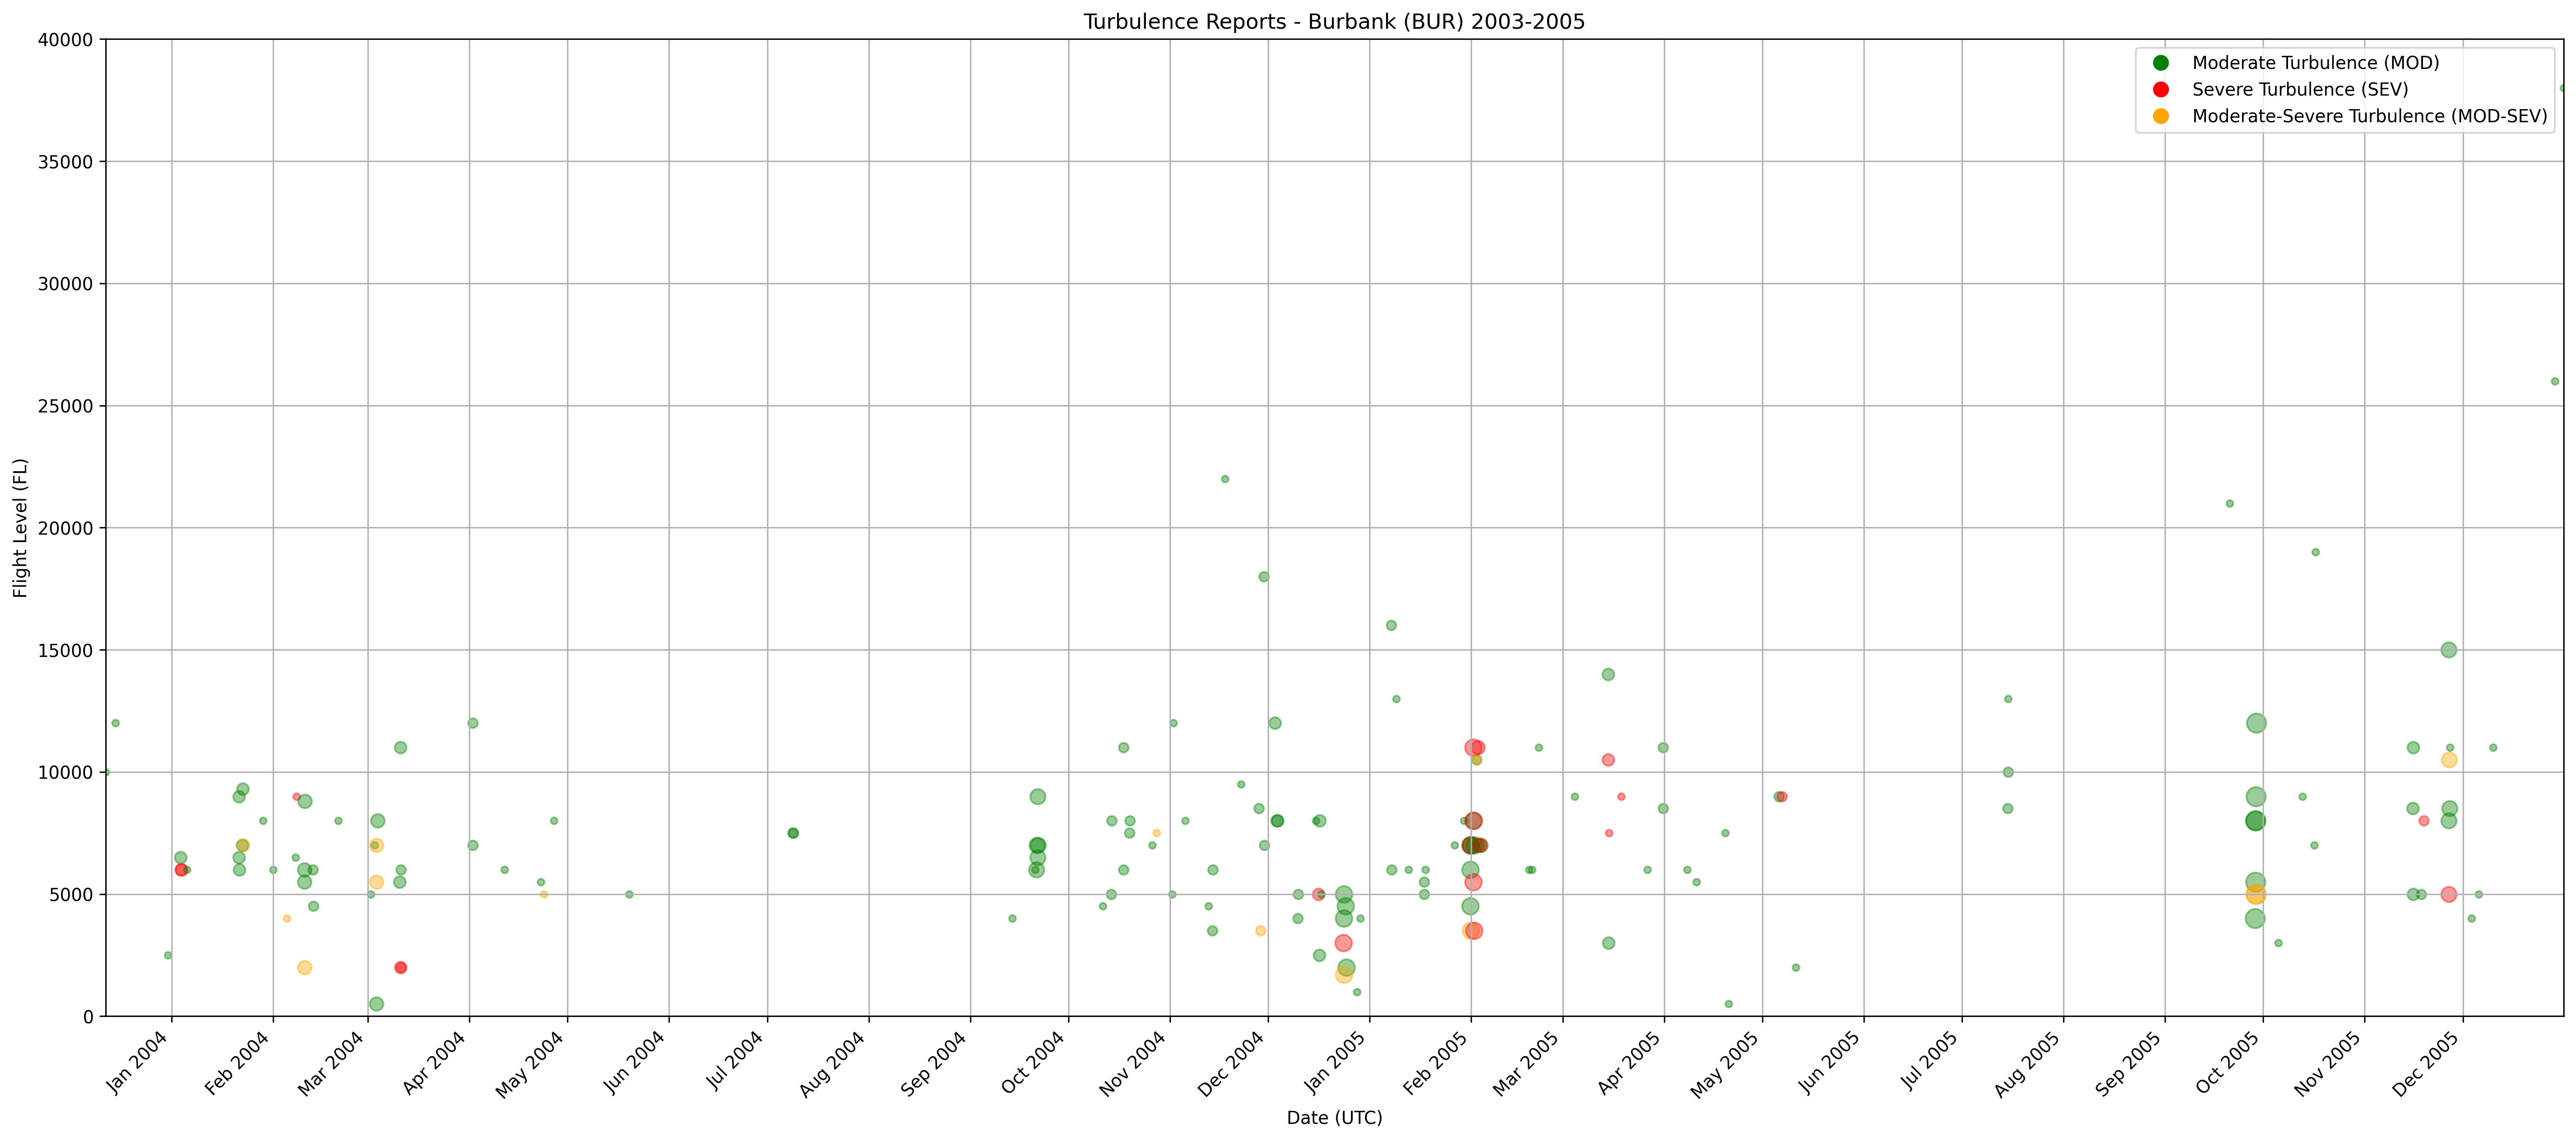 Turbulence Reports - Burbank (BUR) 2003-2005
Moderate Turbulence (MOD)
Severe Turbulence (SEV)
Moderate-Severe Turbulence (MOD-SEV)
Flight Level (FL)
40000
35000
30000
25000
20000
15000
10000
5000
0
Jan 2004
Feb 2004
Mar 2004
Apr 2004
May 2004
Jun 2004
Jul 2004
Aug 2004
Sep 2004
Oct 2004
Nov 2004
Dec 2004
Jan 2005
Feb 2005
Mar 2005
Apr 2005
May 2005
Jun 2005
Jul 2005
Aug 2005
Sep 2005
Oct 2005
Nov 2005
Dec 2005
Date (UTC)